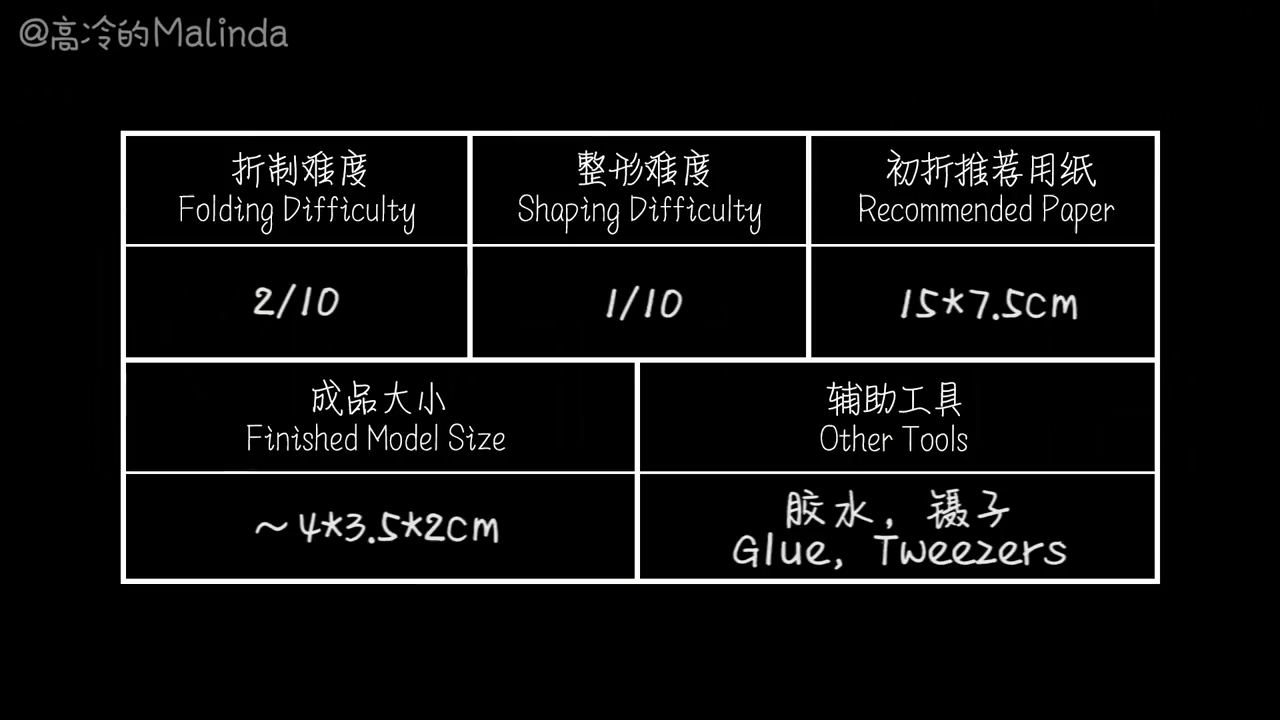 @高冷的Malinda
折制难度
Folding Difficulty
整形难度
Shaping Difficulty
初折推荐用纸
Recommended Paper
2/10
1/10
15*7.5cm
成品大小
Finished Model Size
辅助工具
Other Tools
～4*3.5*2cm
胶水，镊子
Glue, Tweezers